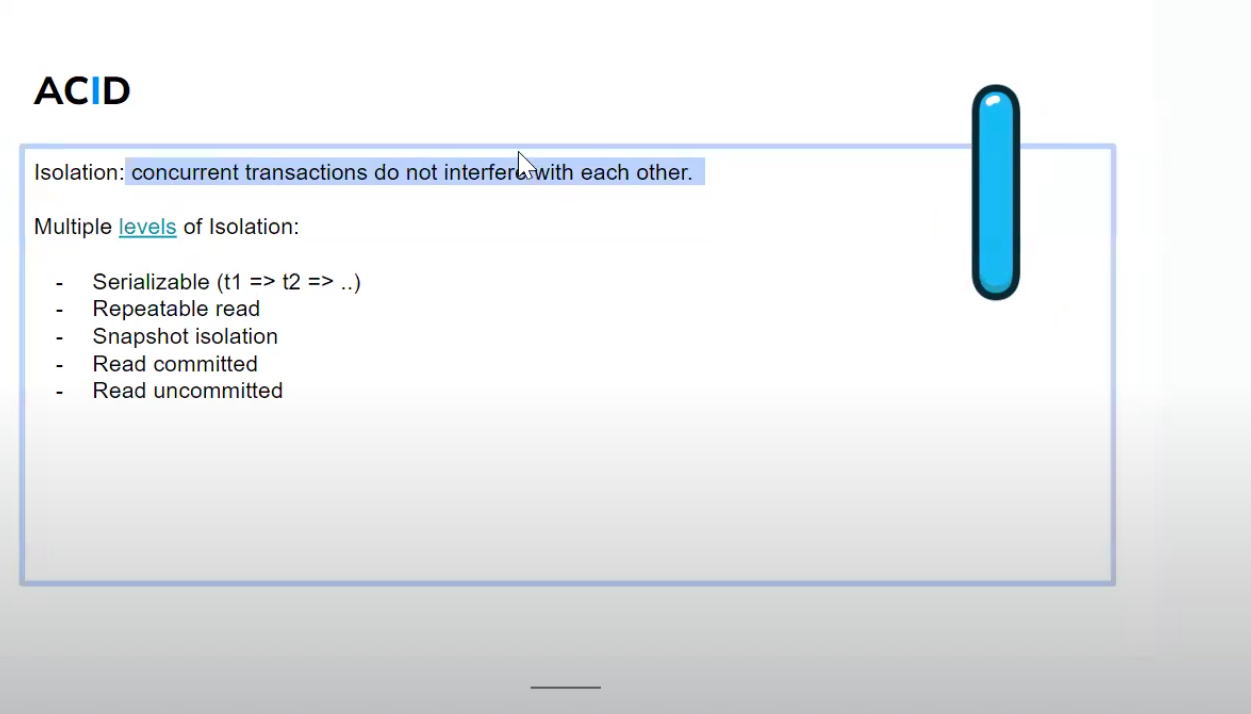 ACID
Isolation: concurrent transactions do not interfere with each other.
Multiple levels of Isolation:
- Serializable (t1 => t2 => ..)
- Repeatable read
- Snapshot isolation
- Read committed
- Read uncommitted